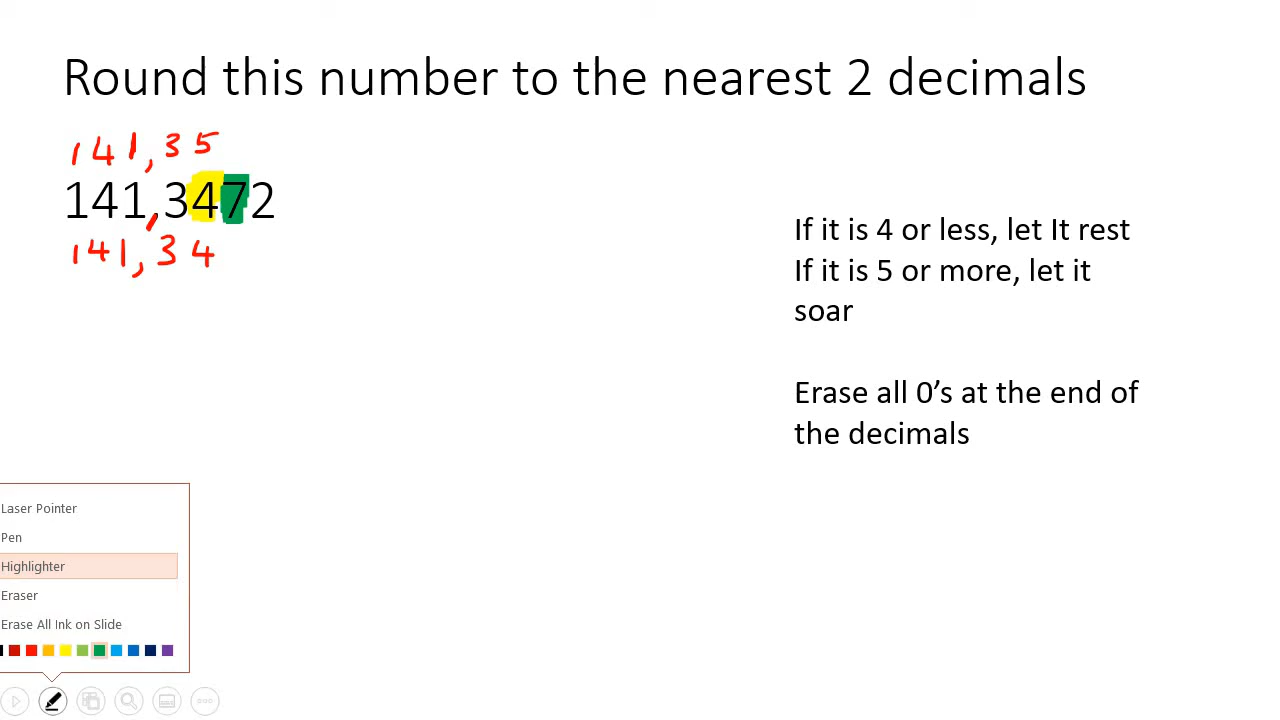 Round this number to the nearest 2 decimals
141,35
141,3472
141,34
If it is 4 or less, let It rest
If it is 5 or more, let it
soar
Erase all 0’s at the end of
the decimals
Laser Pointer
Pen
Highlighter
Eraser
Erase All Ink on Slide